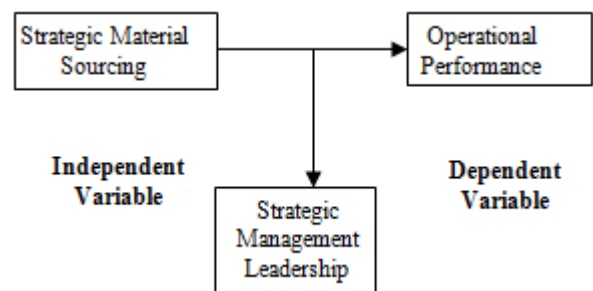 Strategic Material
Sourcing
Operational
Performance
Independent
Variable
Dependent
Variable
Strategic
Management
Leadership